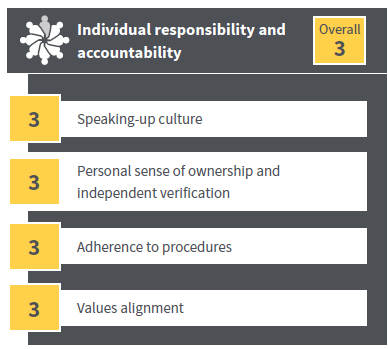 Individual responsibility and
accountability
Overall
3
3
Speaking-up culture
3
Personal sense of ownership and
independent verification
3
Adherence to procedures
3
Values alignment